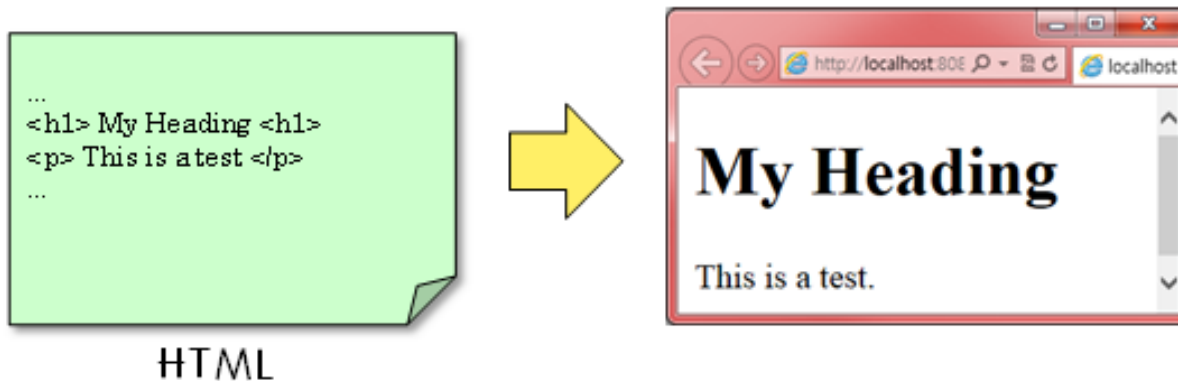 ...
<h1> My Heading <h1>
<p> This is a test </p>
...
HTML
http://localhost:808
localhost
My Heading
This is a test.